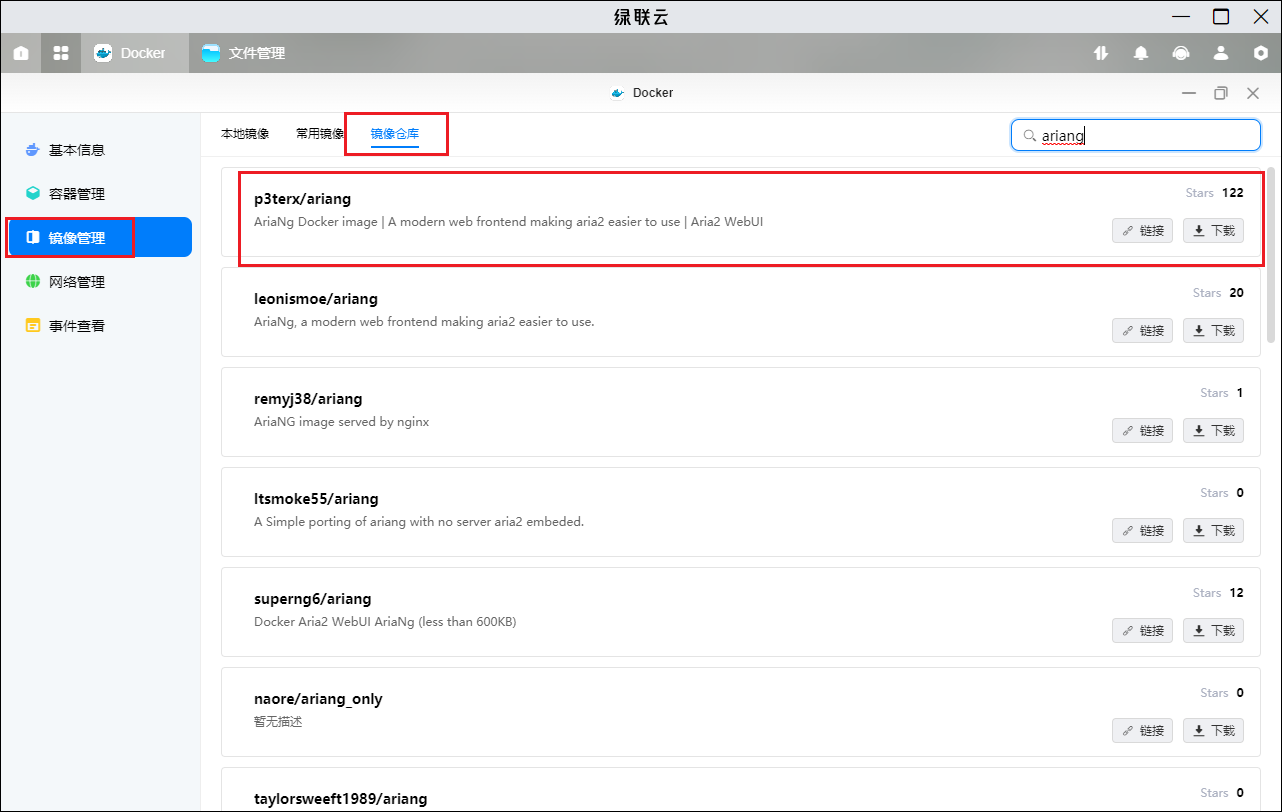 绿联云
Docker
文件管理
Docker
基本信息
容器管理
镜像管理
网络管理
事件查看
本地镜像 常用镜像 镜像仓库
ariang
p3terx/ariang
Stars 122
AriaNg Docker image | A modern web frontend making aria2 easier to use | Aria2 WebUI
链接 下载
leonismoe/ariang
Stars 20
AriaNg, a modern web frontend making aria2 easier to use.
链接 下载
remyj38/ariang
Stars 1
AriaNG image served by nginx
链接 下载
ltsmoke55/ariang
Stars 0
A Simple porting of ariang with no server aria2 embeded.
链接 下载
superng6/ariang
Stars 12
Docker Aria2 WebUI AriaNg (less than 600KB)
链接 下载
naore/ariang_only
Stars 0
暂无描述
链接 下载
taylorsweeft1989/ariang
Stars 0